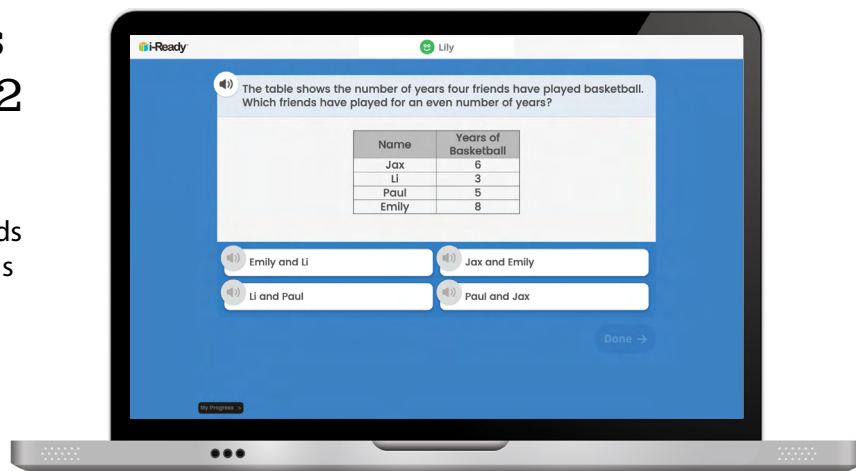 s
2
ds
s
i-Ready
Lily
The table shows the number of years four friends have played basketball.
Which friends have played for an even number of years?
Name Years of Basketball
Jax 6
Li 3
Paul 5
Emily 8
Emily and Li
Jax and Emily
Li and Paul
Paul and Jax
Done →
My Progress >